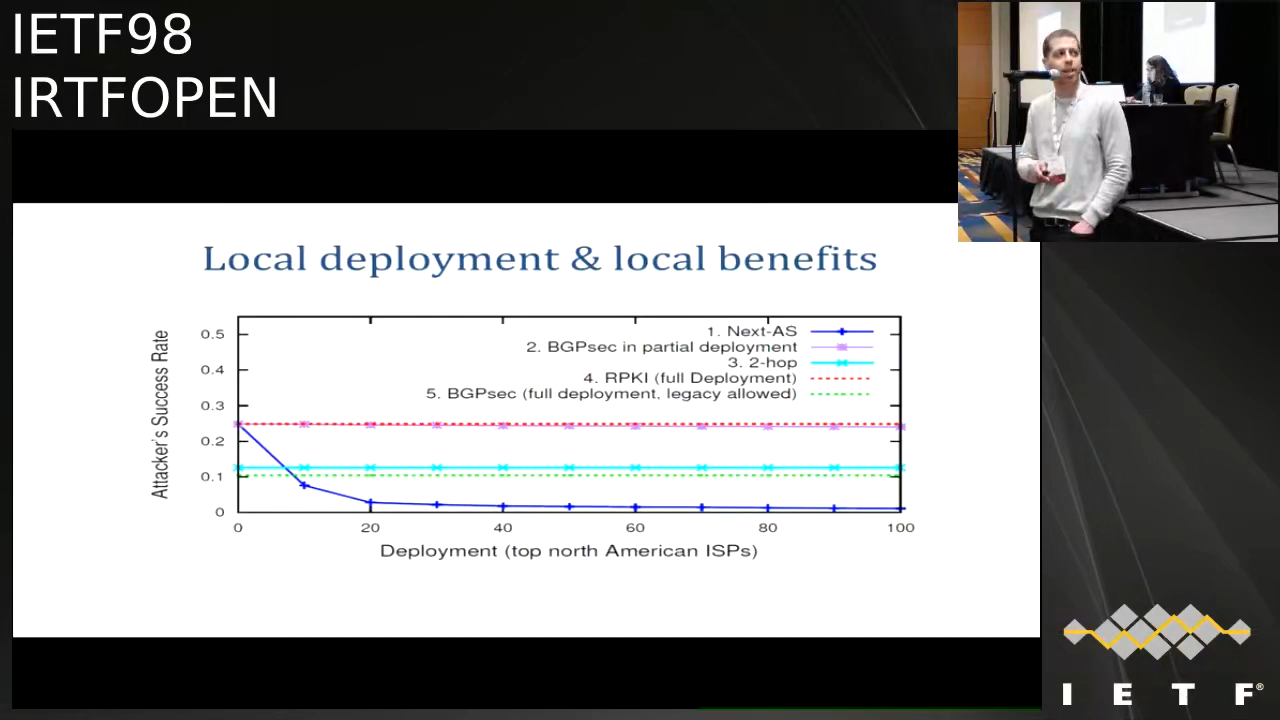 IETF98
IRTFOPEN
Local deployment & local benefits
Attacker's Success Rate
0.5
0.4
0.3
0.2
0.1
0
1. Next-AS
2. BGPsec in partial deployment
3. 2-hop
4. RPKI (full Deployment)
5. BGPsec (full deployment, legacy allowed)
0 20 40 60 80 100
Deployment (top north American ISPs)
I E T F®